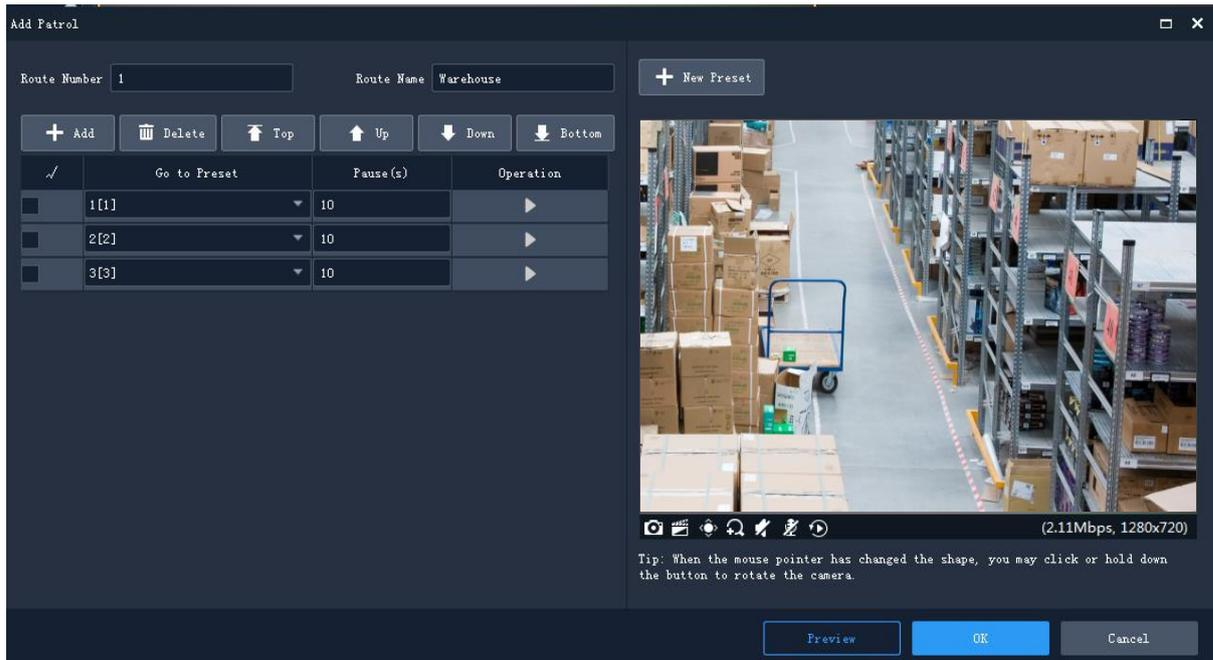 Add Patrol
Route Number 1 Route Name Warehouse
Add Delete Top Up Down Bottom
Go to Preset Pause(s) Operation
1[1] 10
2[2] 10
3[3] 10
New Preset
(2.11Mbps, 1280x720)
Tip: When the mouse pointer has changed the shape, you may click or hold down
the button to rotate the camera.
Preview OK Cancel